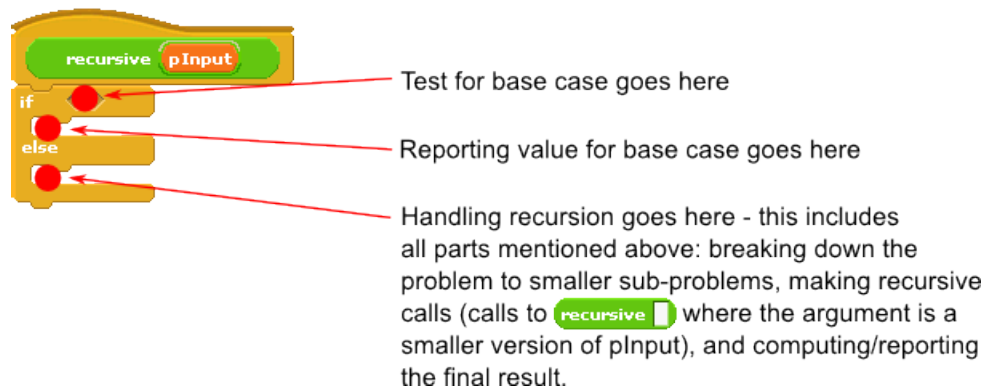 recursive pInput
if
else
Test for base case goes here
Reporting value for base case goes here
Handling recursion goes here - this includes
all parts mentioned above: breaking down the
problem to smaller sub-problems, making recursive
calls (calls to recursive where the argument is a
smaller version of pInput), and computing/reporting
the final result.